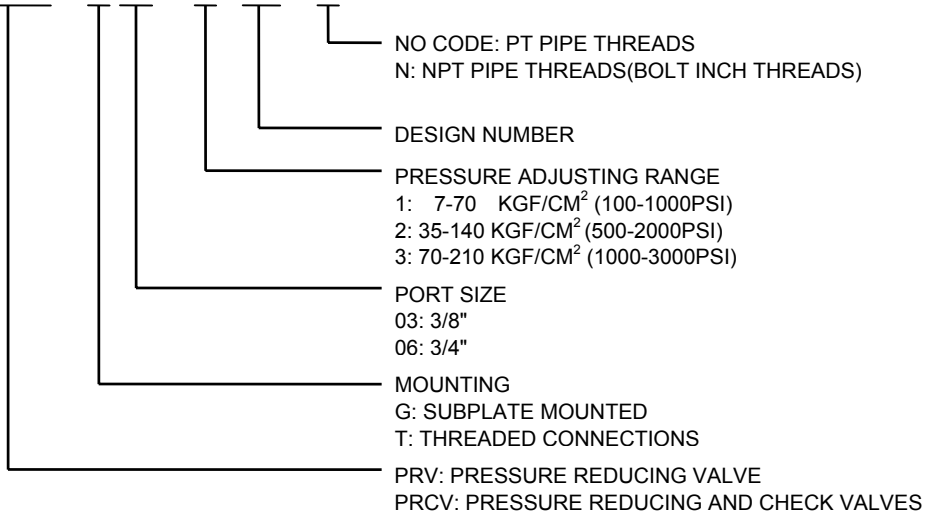 NO CODE: PT PIPE THREADS
N: NPT PIPE THREADS(BOLT INCH THREADS)
DESIGN NUMBER
PRESSURE ADJUSTING RANGE
1: 7-70 KGF/CM² (100-1000PSI)
2: 35-140 KGF/CM² (500-2000PSI)
3: 70-210 KGF/CM² (1000-3000PSI)
PORT SIZE
03: 3/8"
06: 3/4"
MOUNTING
G: SUBPLATE MOUNTED
T: THREADED CONNECTIONS
PRV: PRESSURE REDUCING VALVE
PRCV: PRESSURE REDUCING AND CHECK VALVES